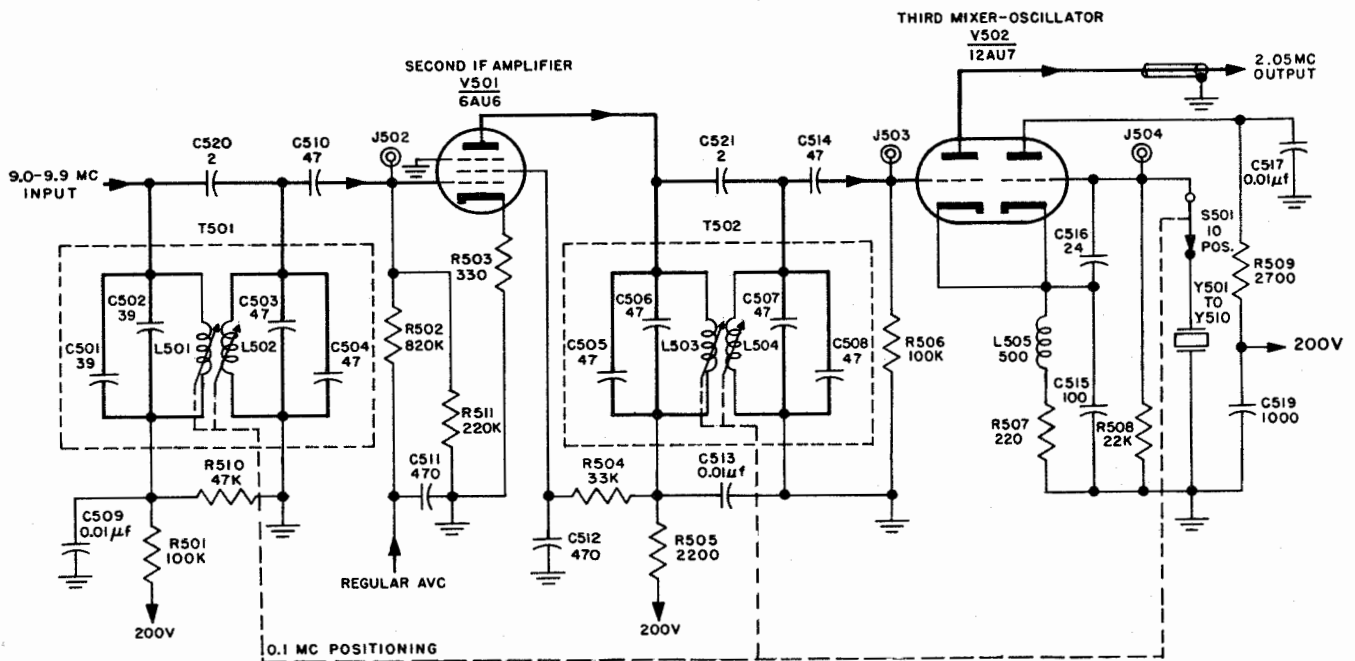 THIRD MIXER-OSCILLATOR
V502
12AU7
2.05 MC
OUTPUT
SECOND IF AMPLIFIER
V501
6AU6
9.0-9.9 MC
INPUT
C520
2
C510
47
J502
C521
2
C514
47
J503
J504
C517
0.01µf
T501
R503
330
T502
C516
24
S501
10
POS.
R509
2700
C502
39
C503
47
C501
39
L501
L502
C504
47
R502
820K
C506
47
C507
47
C505
47
L503
L504
C508
47
R506
100K
L505
500
Y501
TO
Y510
200V
R511
220K
C515
100
C519
1000
R507
220
R508
22K
R510
47K
C511
470
R504
33K
C513
0.01µf
C509
0.01µf
R501
100K
C512
470
R505
2200
REGULAR AVC
200V
200V
0.1 MC POSITIONING